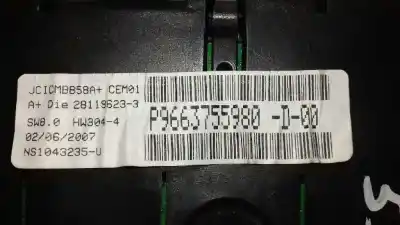 JCICMBB58A+ CEM01
A+ Die 28119623-3
SW8.0 HW304-4
02/06/2007
NS1043235-U
P9663755980 -D-00